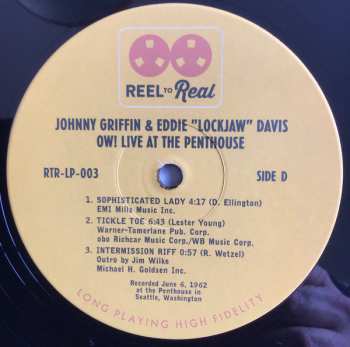 REEL TO Real
JOHNNY GRIFFIN & EDDIE "LOCKJAW" DAVIS
OW! LIVE AT THE PENTHOUSE
RTR-LP-003
SIDE D
1. SOPHISTICATED LADY 4:17 (D. Ellington)
EMI Mills Music Inc.
2. TICKLE TOE 6:43 (Lester Young)
Warner-Tamerlane Pub. Corp.
obo Richcar Music Corp./WB Music Corp.
3. INTERMISSION RIFF 0:57 (R. Wetzel)
Outro by Jim Wilke
Michael H. Goldsen Inc.
Recorded June 6, 1962
at the Penthouse in
Seattle, Washington
LONG PLAYING HIGH FIDELITY